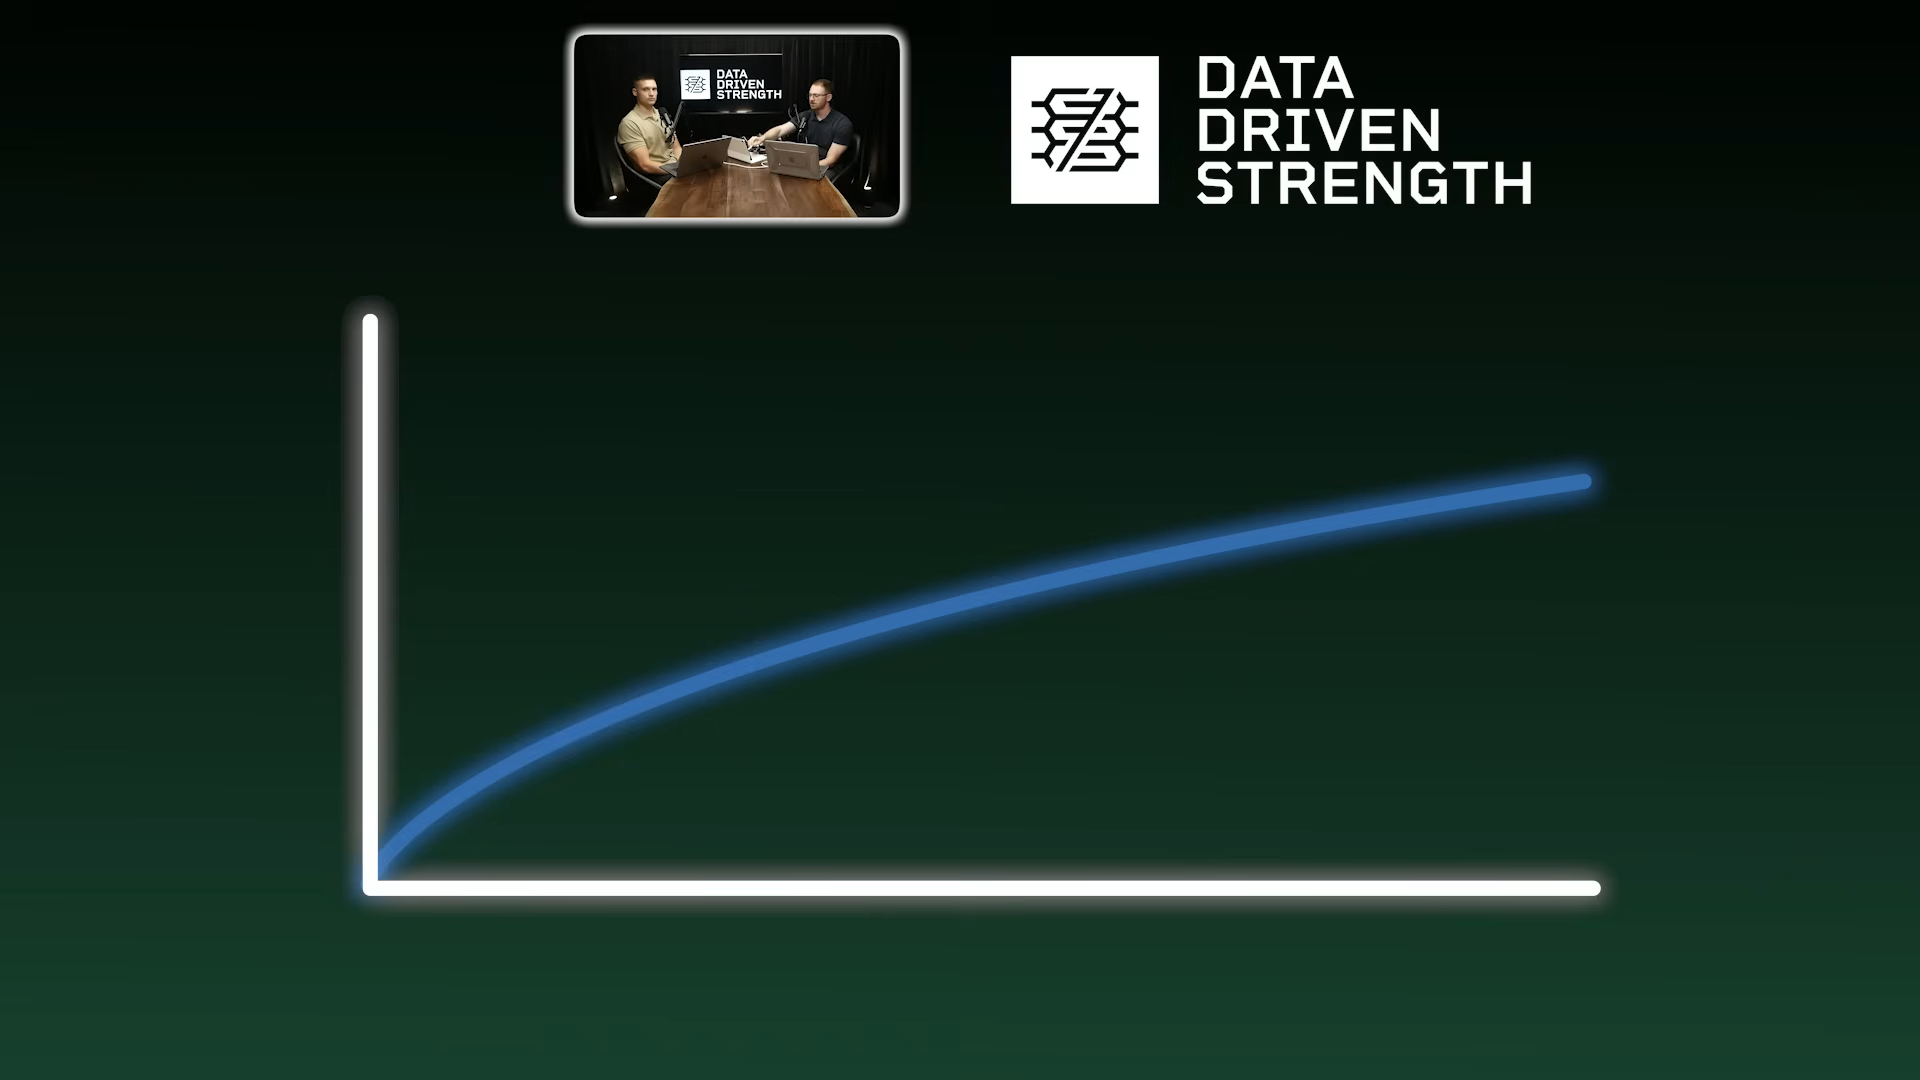 DATA
DRIVEN
STRENGTH
DATA
DRIVEN
STRENGTH